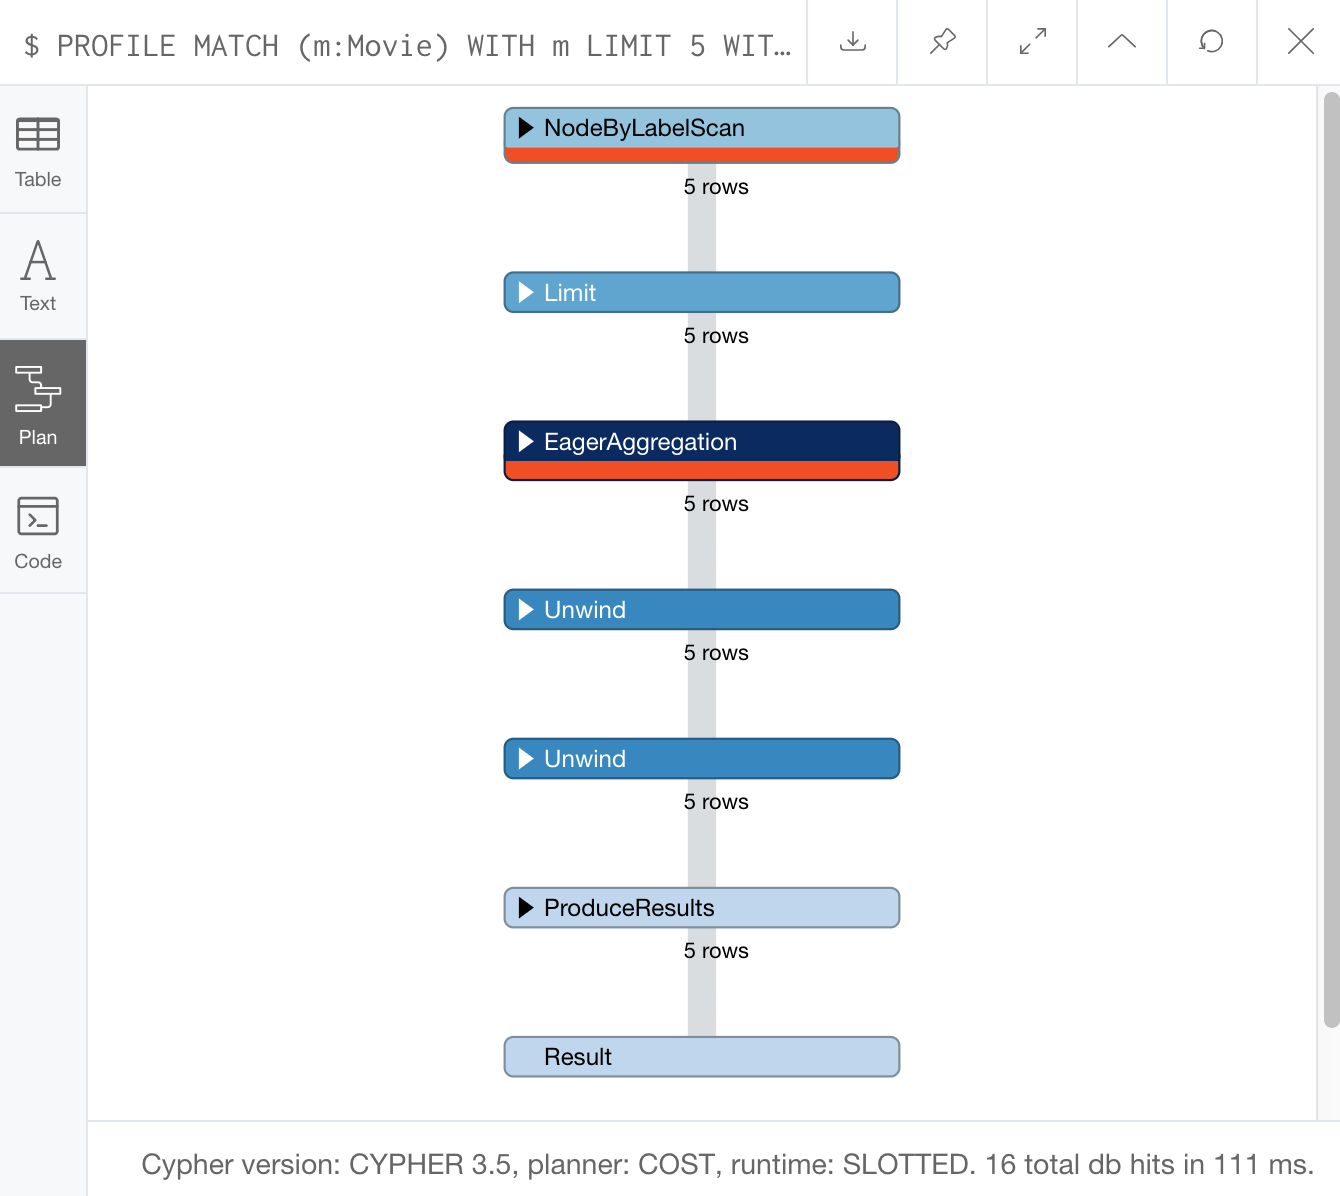 $ PROFILE MATCH (m:Movie) WITH m LIMIT 5 WIT…
Table
Text
Plan
Code
NodeByLabelScan
5 rows
Limit
5 rows
EagerAggregation
5 rows
Unwind
5 rows
Unwind
5 rows
ProduceResults
5 rows
Result
Cypher version: CYPHER 3.5, planner: COST, runtime: SLOTTED. 16 total db hits in 111 ms.